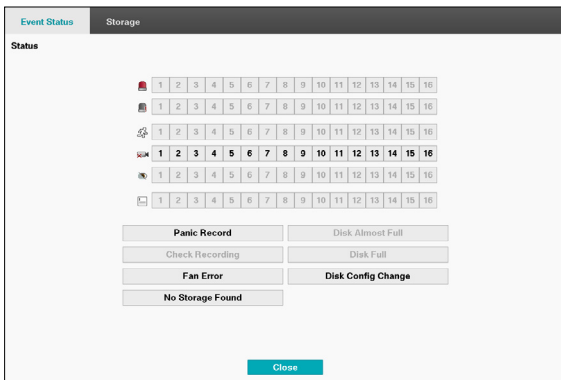 Event Status Storage
Status
1 2 3 4 5 6 7 8 9 10 11 12 13 14 15 16
1 2 3 4 5 6 7 8 9 10 11 12 13 14 15 16
1 2 3 4 5 6 7 8 9 10 11 12 13 14 15 16
1 2 3 4 5 6 7 8 9 10 11 12 13 14 15 16
1 2 3 4 5 6 7 8 9 10 11 12 13 14 15 16
1 2 3 4 5 6 7 8 9 10 11 12 13 14 15 16
Panic Record Disk Almost Full
Check Recording Disk Full
Fan Error Disk Config Change
No Storage Found
Close